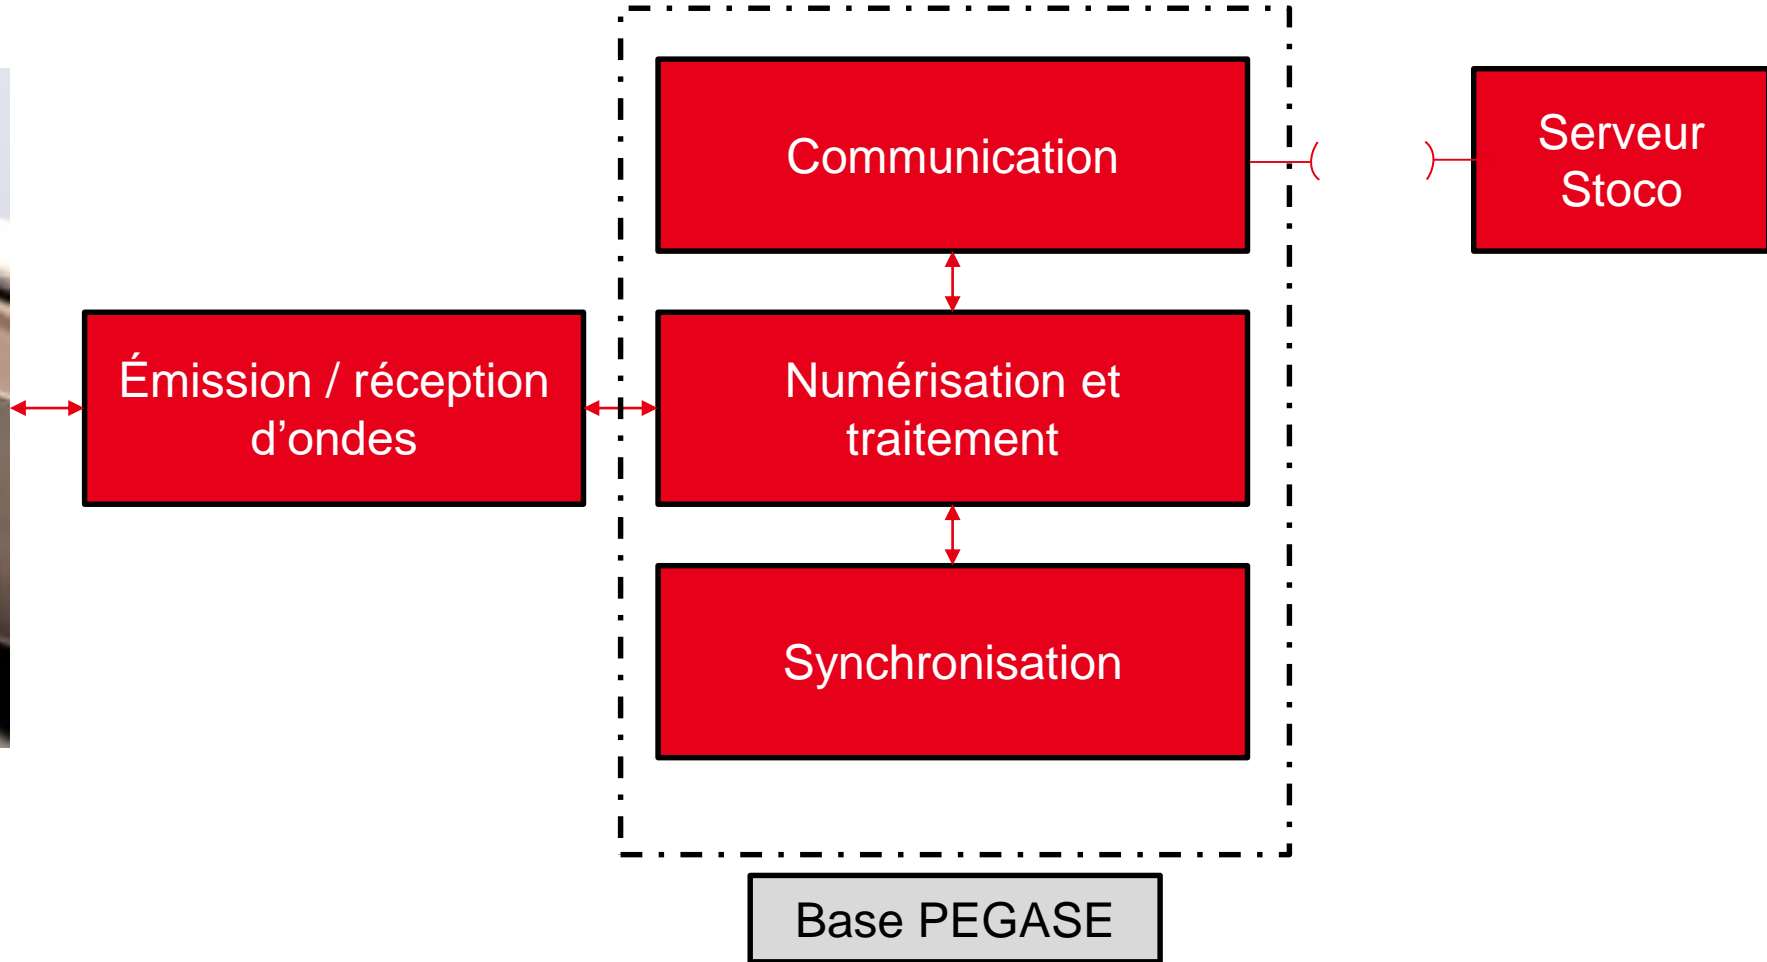 Communication
Serveur
Stoco
Émission / réception
d’ondes
Numérisation et
traitement
Synchronisation
Base PEGASE